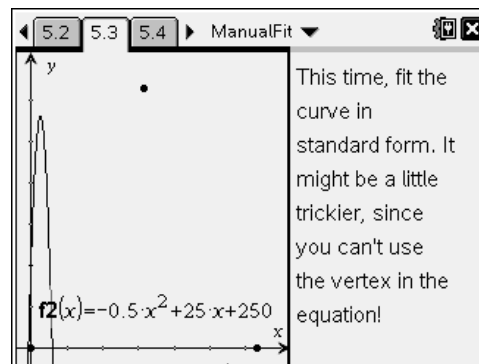 5.2 5.3 5.4 ManualFit
y
This time, fit the
curve in
standard form. It
might be a little
trickier, since
you can't use
the vertex in the
equation!
f2(x)=-0.5·x²+25·x+250
x